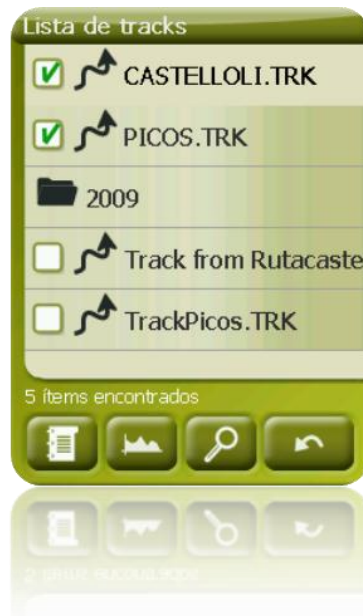 Lista de tracks
CASTELLOLI.TRK
PICOS.TRK
2009
Track from Rutacaste
TrackPicos.TRK
5 ítems encontrados